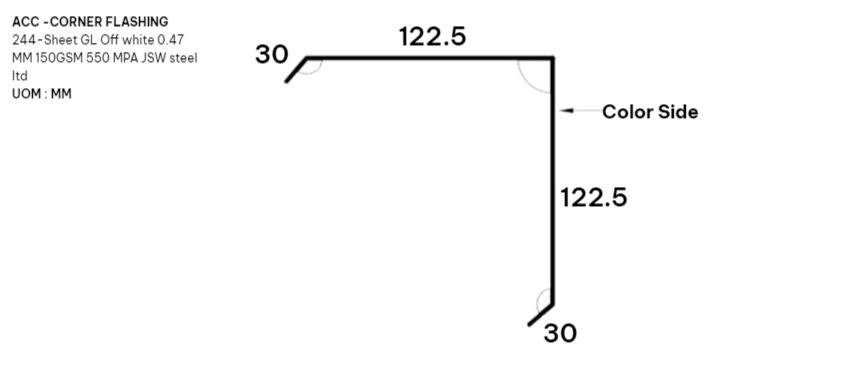 ACC -CORNER FLASHING
244-Sheet GL Off white 0.47
MM 150GSM 550 MPA JSW steel
ltd
UOM : MM
122.5
30
Color Side
122.5
30